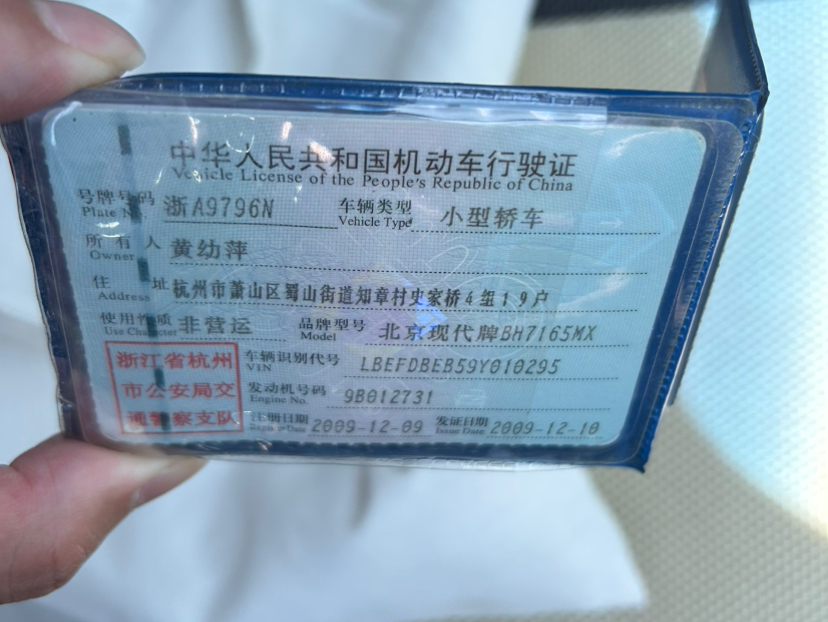 中华人民共和国机动车行驶证
Vehicle License of the People's Republic of China
号牌号码 浙A9796N 车辆类型 小型轿车
Plate No. Vehicle Type
所有人 黄幼萍
Owner
住址 杭州市萧山区蜀山街道知章村史家桥4组19户
Address
使用性质 非营运 品牌型号 北京现代牌BH7165MX
Use Character Model
浙江省杭州
市公安局交
通警察支队
车辆识别代号 LBEFDBEB59Y010295
VIN
发动机号码 9B012731
Engine No.
注册日期 2009-12-09 发证日期 2009-12-10
Register Date Issue Date